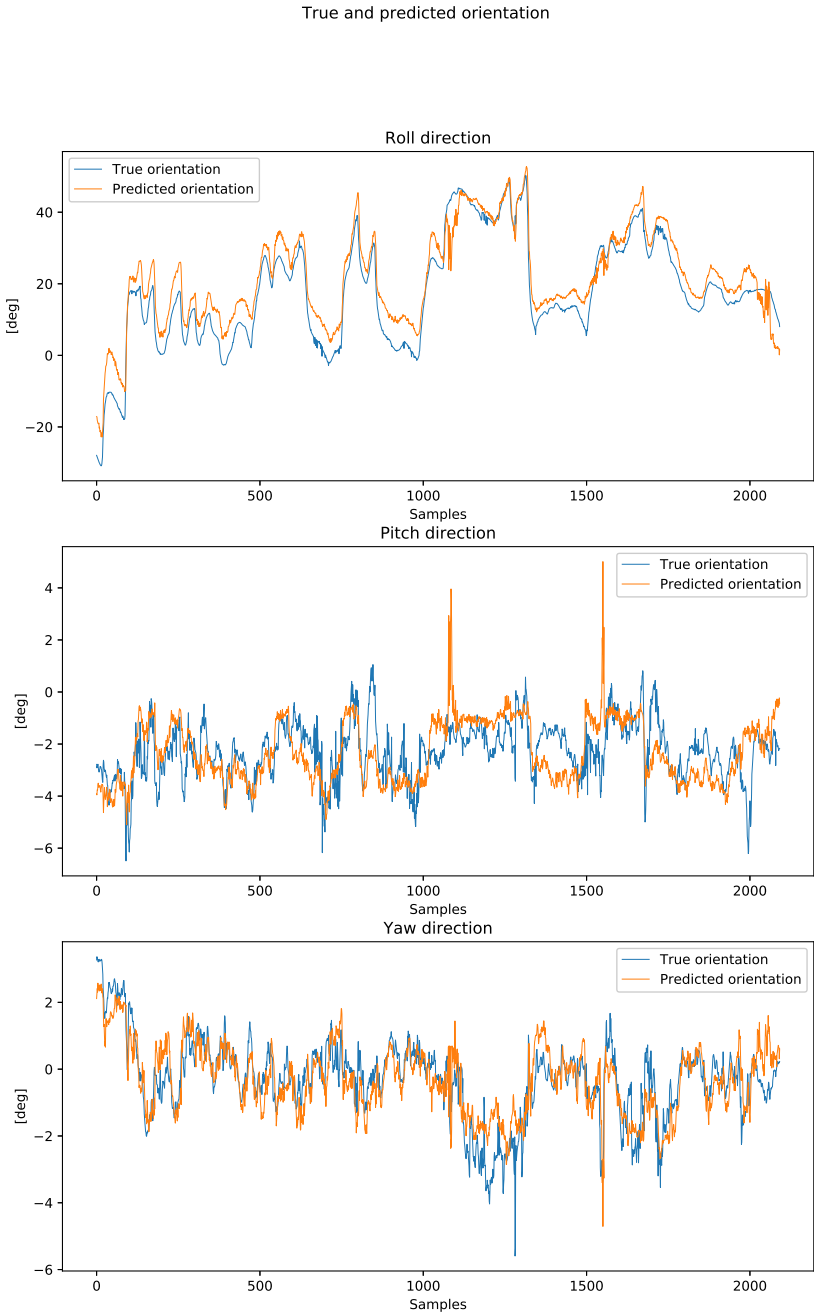 True and predicted orientation
Roll direction
True orientation
Predicted orientation
40
20
0
−20
[deg]
0 500 1000 1500 2000
Samples
Pitch direction
True orientation
Predicted orientation
4
2
0
−2
−4
−6
[deg]
0 500 1000 1500 2000
Samples
Yaw direction
True orientation
Predicted orientation
2
0
−2
−4
−6
[deg]
0 500 1000 1500 2000
Samples